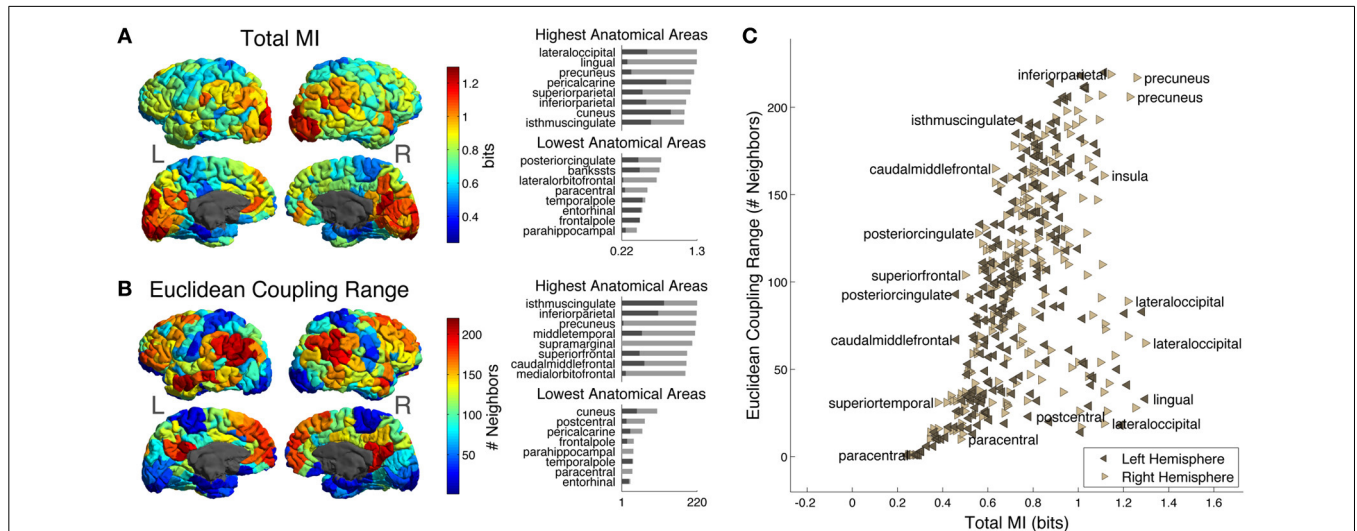 A
Total MI
L
R
1.2
1
0.8
0.6
0.4
bits
Highest Anatomical Areas
lateraloccipital
lingual
precuneus
pericalcarine
superiorparietal
inferiorparietal
cuneus
isthmuscingulate
Lowest Anatomical Areas
posteriorcingulate
bankssts
lateralorbitofrontal
paracentral
temporalpole
entorhinal
frontalpole
parahippocampal
0.22 1.3
B
Euclidean Coupling Range
L
R
200
150
100
50
# Neighbors
Highest Anatomical Areas
isthmuscingulate
inferiorparietal
precuneus
middletemporal
supramarginal
superiorfrontal
caudalmiddlefrontal
medialorbitofrontal
Lowest Anatomical Areas
cuneus
postcentral
pericalcarine
frontalpole
parahippocampal
temporalpole
paracentral
entorhinal
1 220
C
Euclidean Coupling Range (# Neighbors)
200
150
100
50
0
inferiorparietal
precuneus
precuneus
isthmuscingulate
caudalmiddlefrontal
insula
posteriorcingulate
superiorfrontal
posteriorcingulate
lateraloccipital
caudalmiddlefrontal
lateraloccipital
superiortemporal
lingual
postcentral
lateraloccipital
paracentral
paracentral
Left Hemisphere
Right Hemisphere
-0.2 0 0.2 0.4 0.6 0.8 1 1.2 1.4 1.6
Total MI (bits)